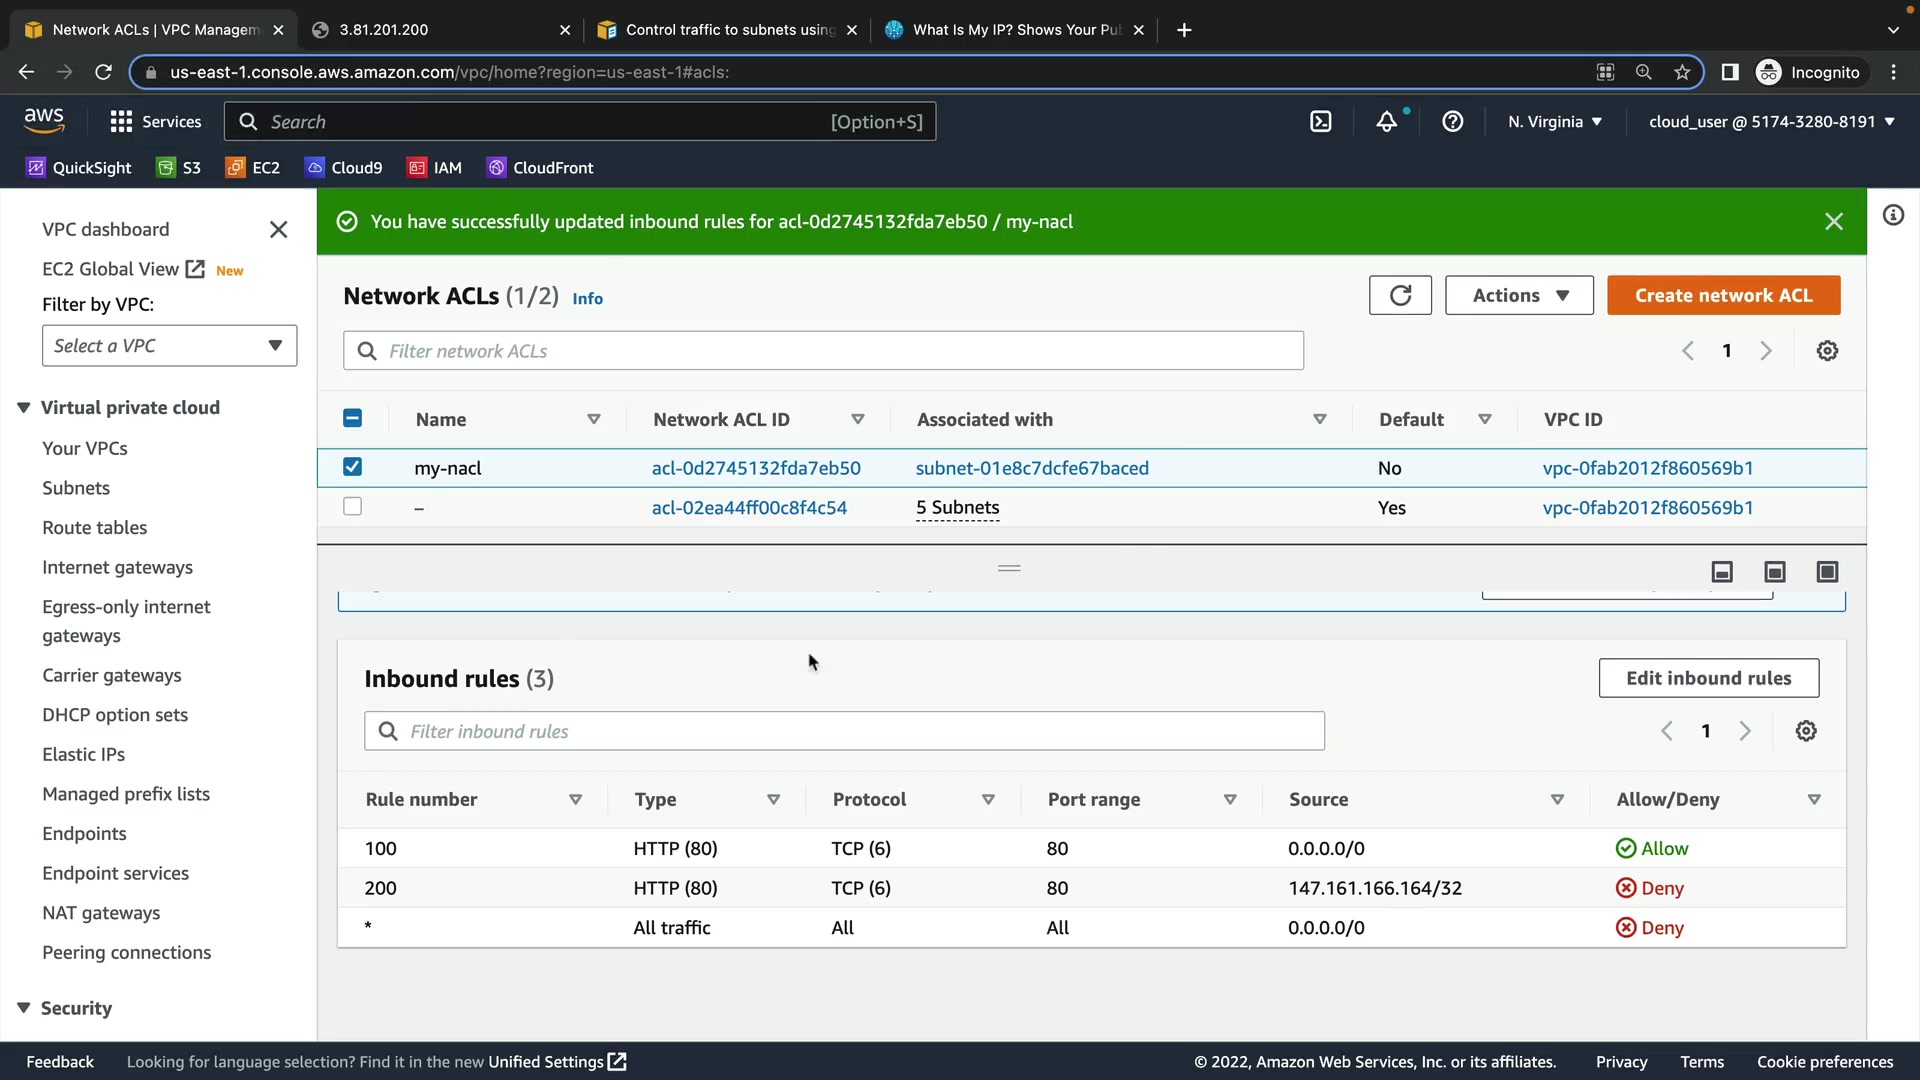 Network ACLs | VPC Managem
3.81.201.200
Control traffic to subnets using
What Is My IP? Shows Your Pu
us-east-1.console.aws.amazon.com/vpc/home?region=us-east-1#acls:
Incognito
aws
Services
Search
[Option+S]
N. Virginia
cloud_user @ 5174-3280-8191
QuickSight
S3
EC2
Cloud9
IAM
CloudFront
VPC dashboard
EC2 Global View
New
Filter by VPC:
Select a VPC
Virtual private cloud
Your VPCs
Subnets
Route tables
Internet gateways
Egress-only internet
gateways
Carrier gateways
DHCP option sets
Elastic IPs
Managed prefix lists
Endpoints
Endpoint services
NAT gateways
Peering connections
Security
You have successfully updated inbound rules for acl-0d2745132fda7eb50 / my-nacl
Network ACLs (1/2) Info
Actions
Create network ACL
Filter network ACLs
1
Name Network ACL ID Associated with Default VPC ID
my-nacl acl-0d2745132fda7eb50 subnet-01e8c7dcfe67baced No vpc-0fab2012f860569b1
– acl-02ea44ff00c8f4c54 5 Subnets Yes vpc-0fab2012f860569b1
Inbound rules (3)
Edit inbound rules
Filter inbound rules
1
Rule number Type Protocol Port range Source Allow/Deny
100 HTTP (80) TCP (6) 80 0.0.0.0/0 Allow
200 HTTP (80) TCP (6) 80 147.161.166.164/32 Deny
* All traffic All All 0.0.0.0/0 Deny
Feedback
Looking for language selection? Find it in the new Unified Settings
© 2022, Amazon Web Services, Inc. or its affiliates.
Privacy
Terms
Cookie preferences